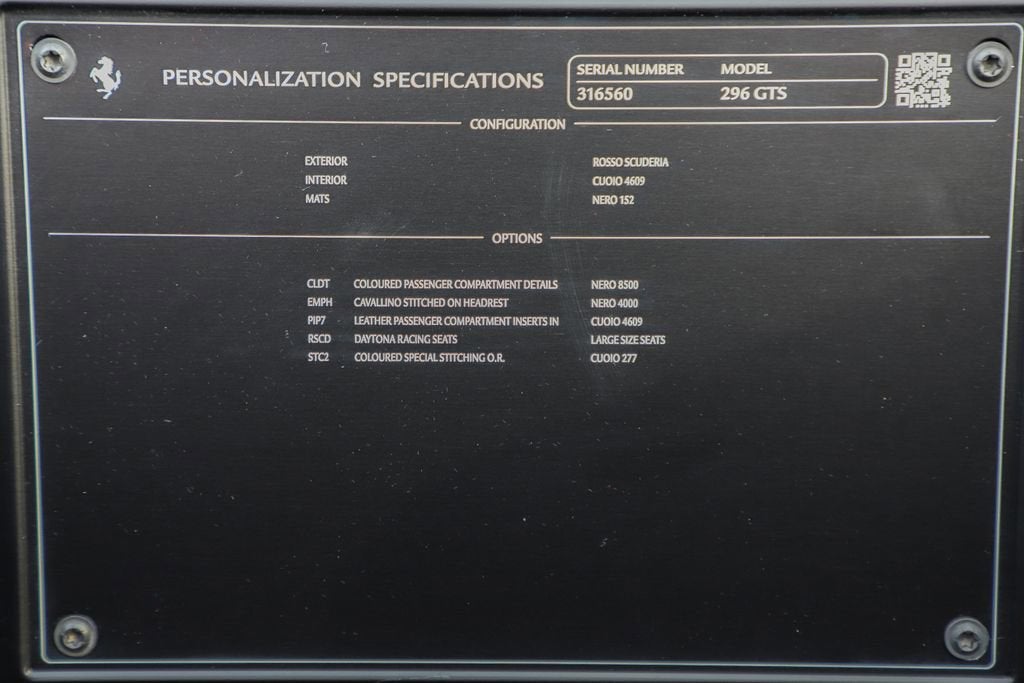 PERSONALIZATION SPECIFICATIONS
SERIAL NUMBER MODEL
316560 296 GTS
CONFIGURATION
EXTERIOR ROSSO SCUDERIA
INTERIOR CUOIO 4609
MATS NERO 152
OPTIONS
CLDT COLOURED PASSENGER COMPARTMENT DETAILS NERO 8500
EMPH CAVALLINO STITCHED ON HEADREST NERO 4000
PIP7 LEATHER PASSENGER COMPARTMENT INSERTS IN CUOIO 4609
RSCD DAYTONA RACING SEATS LARGE SIZE SEATS
STC2 COLOURED SPECIAL STITCHING O.R. CUOIO 277